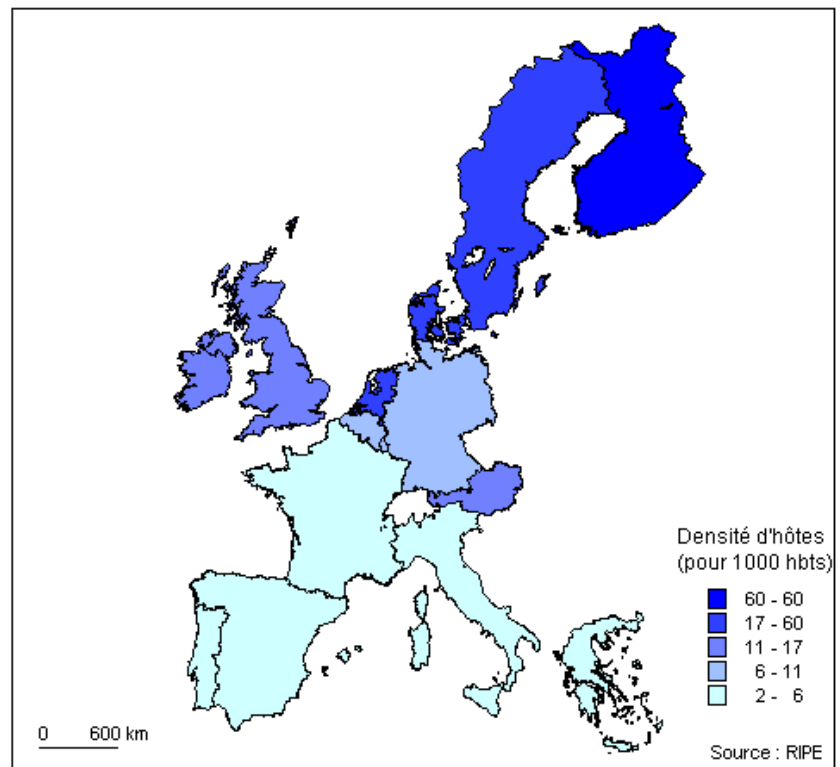 Densité d'hôtes
(pour 1000 hbts)
60 - 60
17 - 60
11 - 17
6 - 11
2 - 6
0 600 km
Source : RIPE